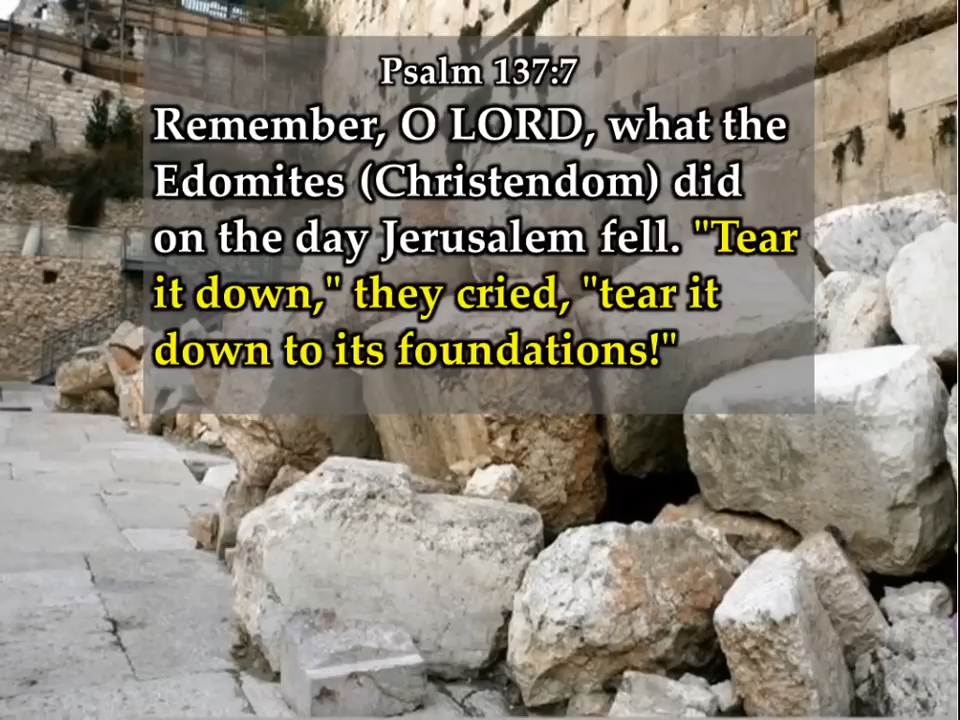 Psalm 137:7
Remember, O LORD, what the
Edomites (Christendom) did
on the day Jerusalem fell. "Tear
it down," they cried, "tear it
down to its foundations!"